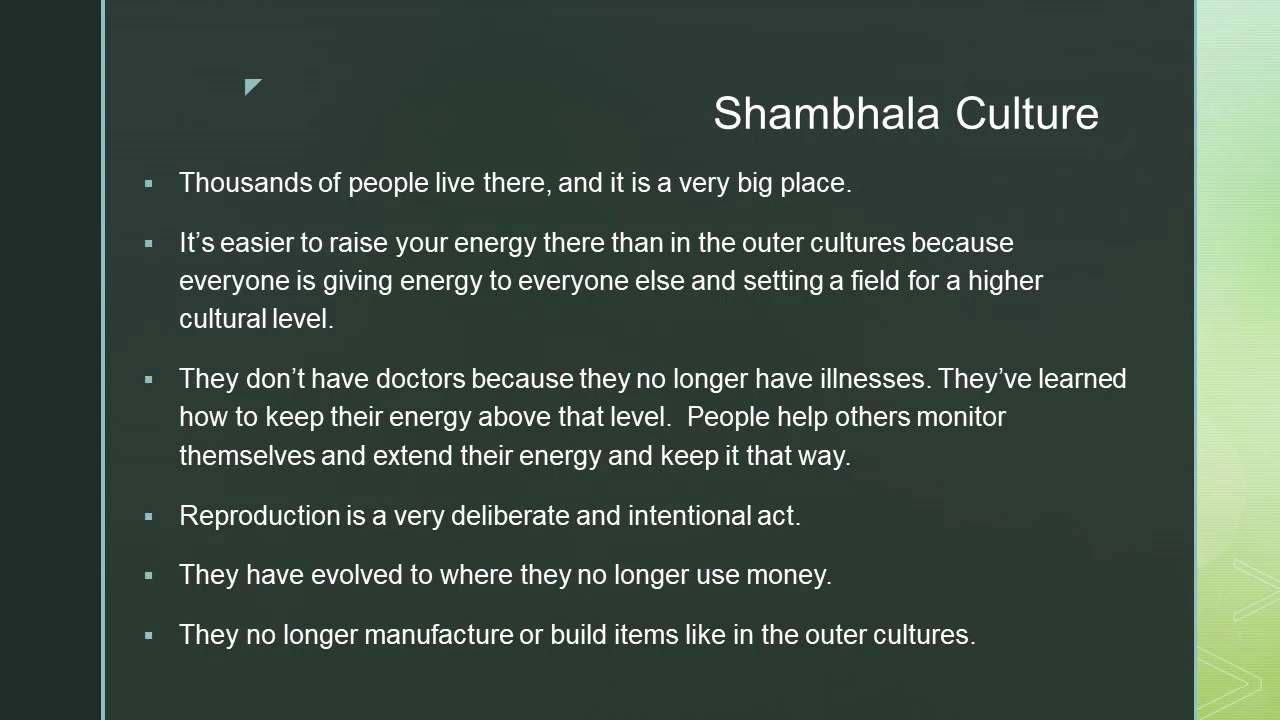 Shambhala Culture
Thousands of people live there, and it is a very big place.
It’s easier to raise your energy there than in the outer cultures because
everyone is giving energy to everyone else and setting a field for a higher
cultural level.
They don’t have doctors because they no longer have illnesses. They’ve learned
how to keep their energy above that level.  People help others monitor
themselves and extend their energy and keep it that way.
Reproduction is a very deliberate and intentional act.
They have evolved to where they no longer use money.
They no longer manufacture or build items like in the outer cultures.